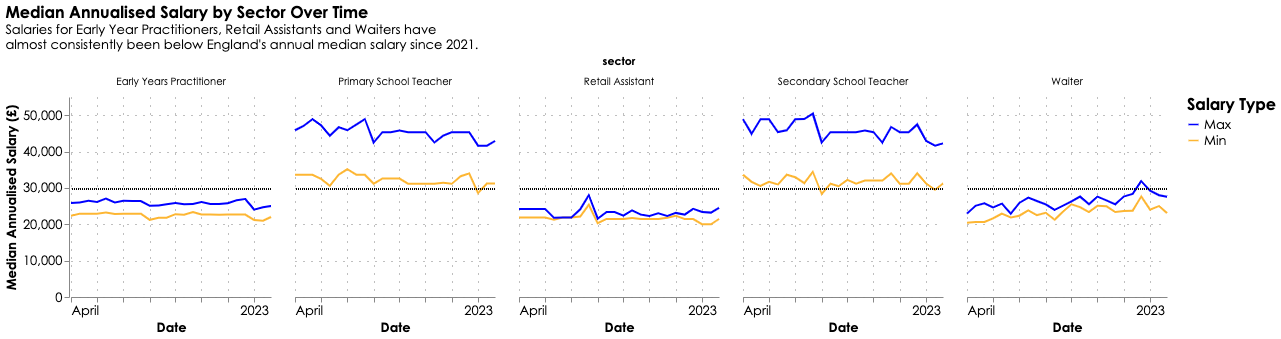 Median Annualised Salary by Sector Over Time
Salaries for Early Year Practitioners, Retail Assistants and Waiters have
almost consistently been below England's annual median salary since 2021.
sector
Early Years Practitioner
Primary School Teacher
Retail Assistant
Secondary School Teacher
Waiter
Median Annualised Salary (£)
50,000
40,000
30,000
20,000
10,000
0
April 2023
Date
April 2023
Date
April 2023
Date
April 2023
Date
April 2023
Date
Salary Type
Max
Min